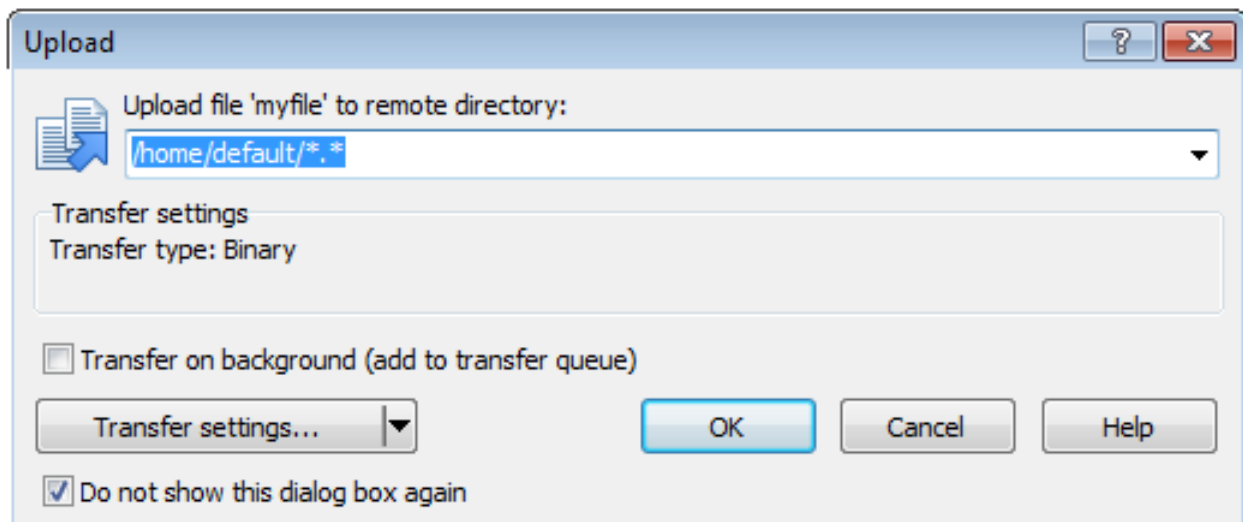 Upload
Upload file 'myfile' to remote directory:
/home/default/*.*
Transfer settings
Transfer type: Binary
Transfer on background (add to transfer queue)
Transfer settings...
OK
Cancel
Help
Do not show this dialog box again